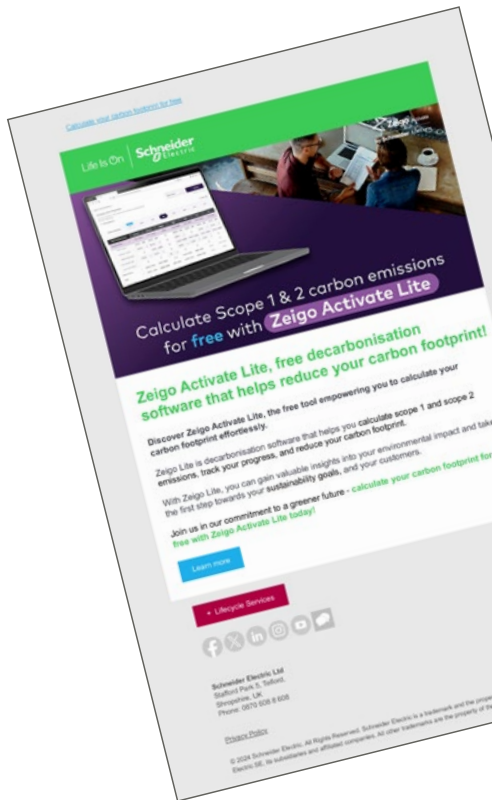 Calculate your carbon footprint for free
Life Is On Schneider Electric
Zeigo
Calculate Scope 1 & 2 carbon emissions
for free with Zeigo Activate Lite
Zeigo Activate Lite, free decarbonisation
software that helps reduce your carbon footprint!
Discover Zeigo Activate Lite, the free tool empowering you to calculate your
carbon footprint effortlessly.
Zeigo Lite is decarbonisation software that helps you calculate scope 1 and scope 2
emissions, track your progress, and reduce your carbon footprint.
With Zeigo Lite, you can gain valuable insights into your environmental impact and take
the first step towards your sustainability goals, and your customers.
Join us in our commitment to a greener future - calculate your carbon footprint for
free with Zeigo Activate Lite today!
Learn more
+ Lifecycle Services
Schneider Electric Ltd
Stafford Park 5, Telford,
Shropshire, UK
Phone: 0870 608 8 608
Privacy Policy
© 2024 Schneider Electric. All Rights Reserved. Schneider Electric is a trademark and the
Electric SE, its subsidiaries and affiliated companies. All other trademarks are the property of